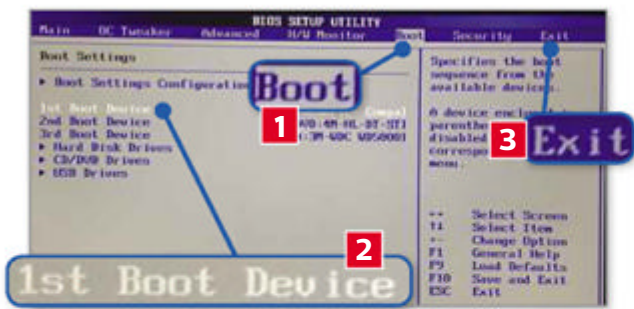 BIOS SETUP UTILITY
Main OC Tweaker Advanced H/W Monitor Boot Security Exit
Boot Settings
Boot Settings Configuration
Boot
1
1st Boot Device
2nd Boot Device
3rd Boot Device
Hard Disk Drives
CD/DVD Drives
USB Drives
Specifies the boot
sequence from the
available devices.
A device enclosed
disabled
menu.
3
Exit
2
1st Boot Device
Select Screen
↑↓ Select Item
+- Change Option
F1 General Help
F9 Load Defaults
F10 Save and Exit
ESC Exit